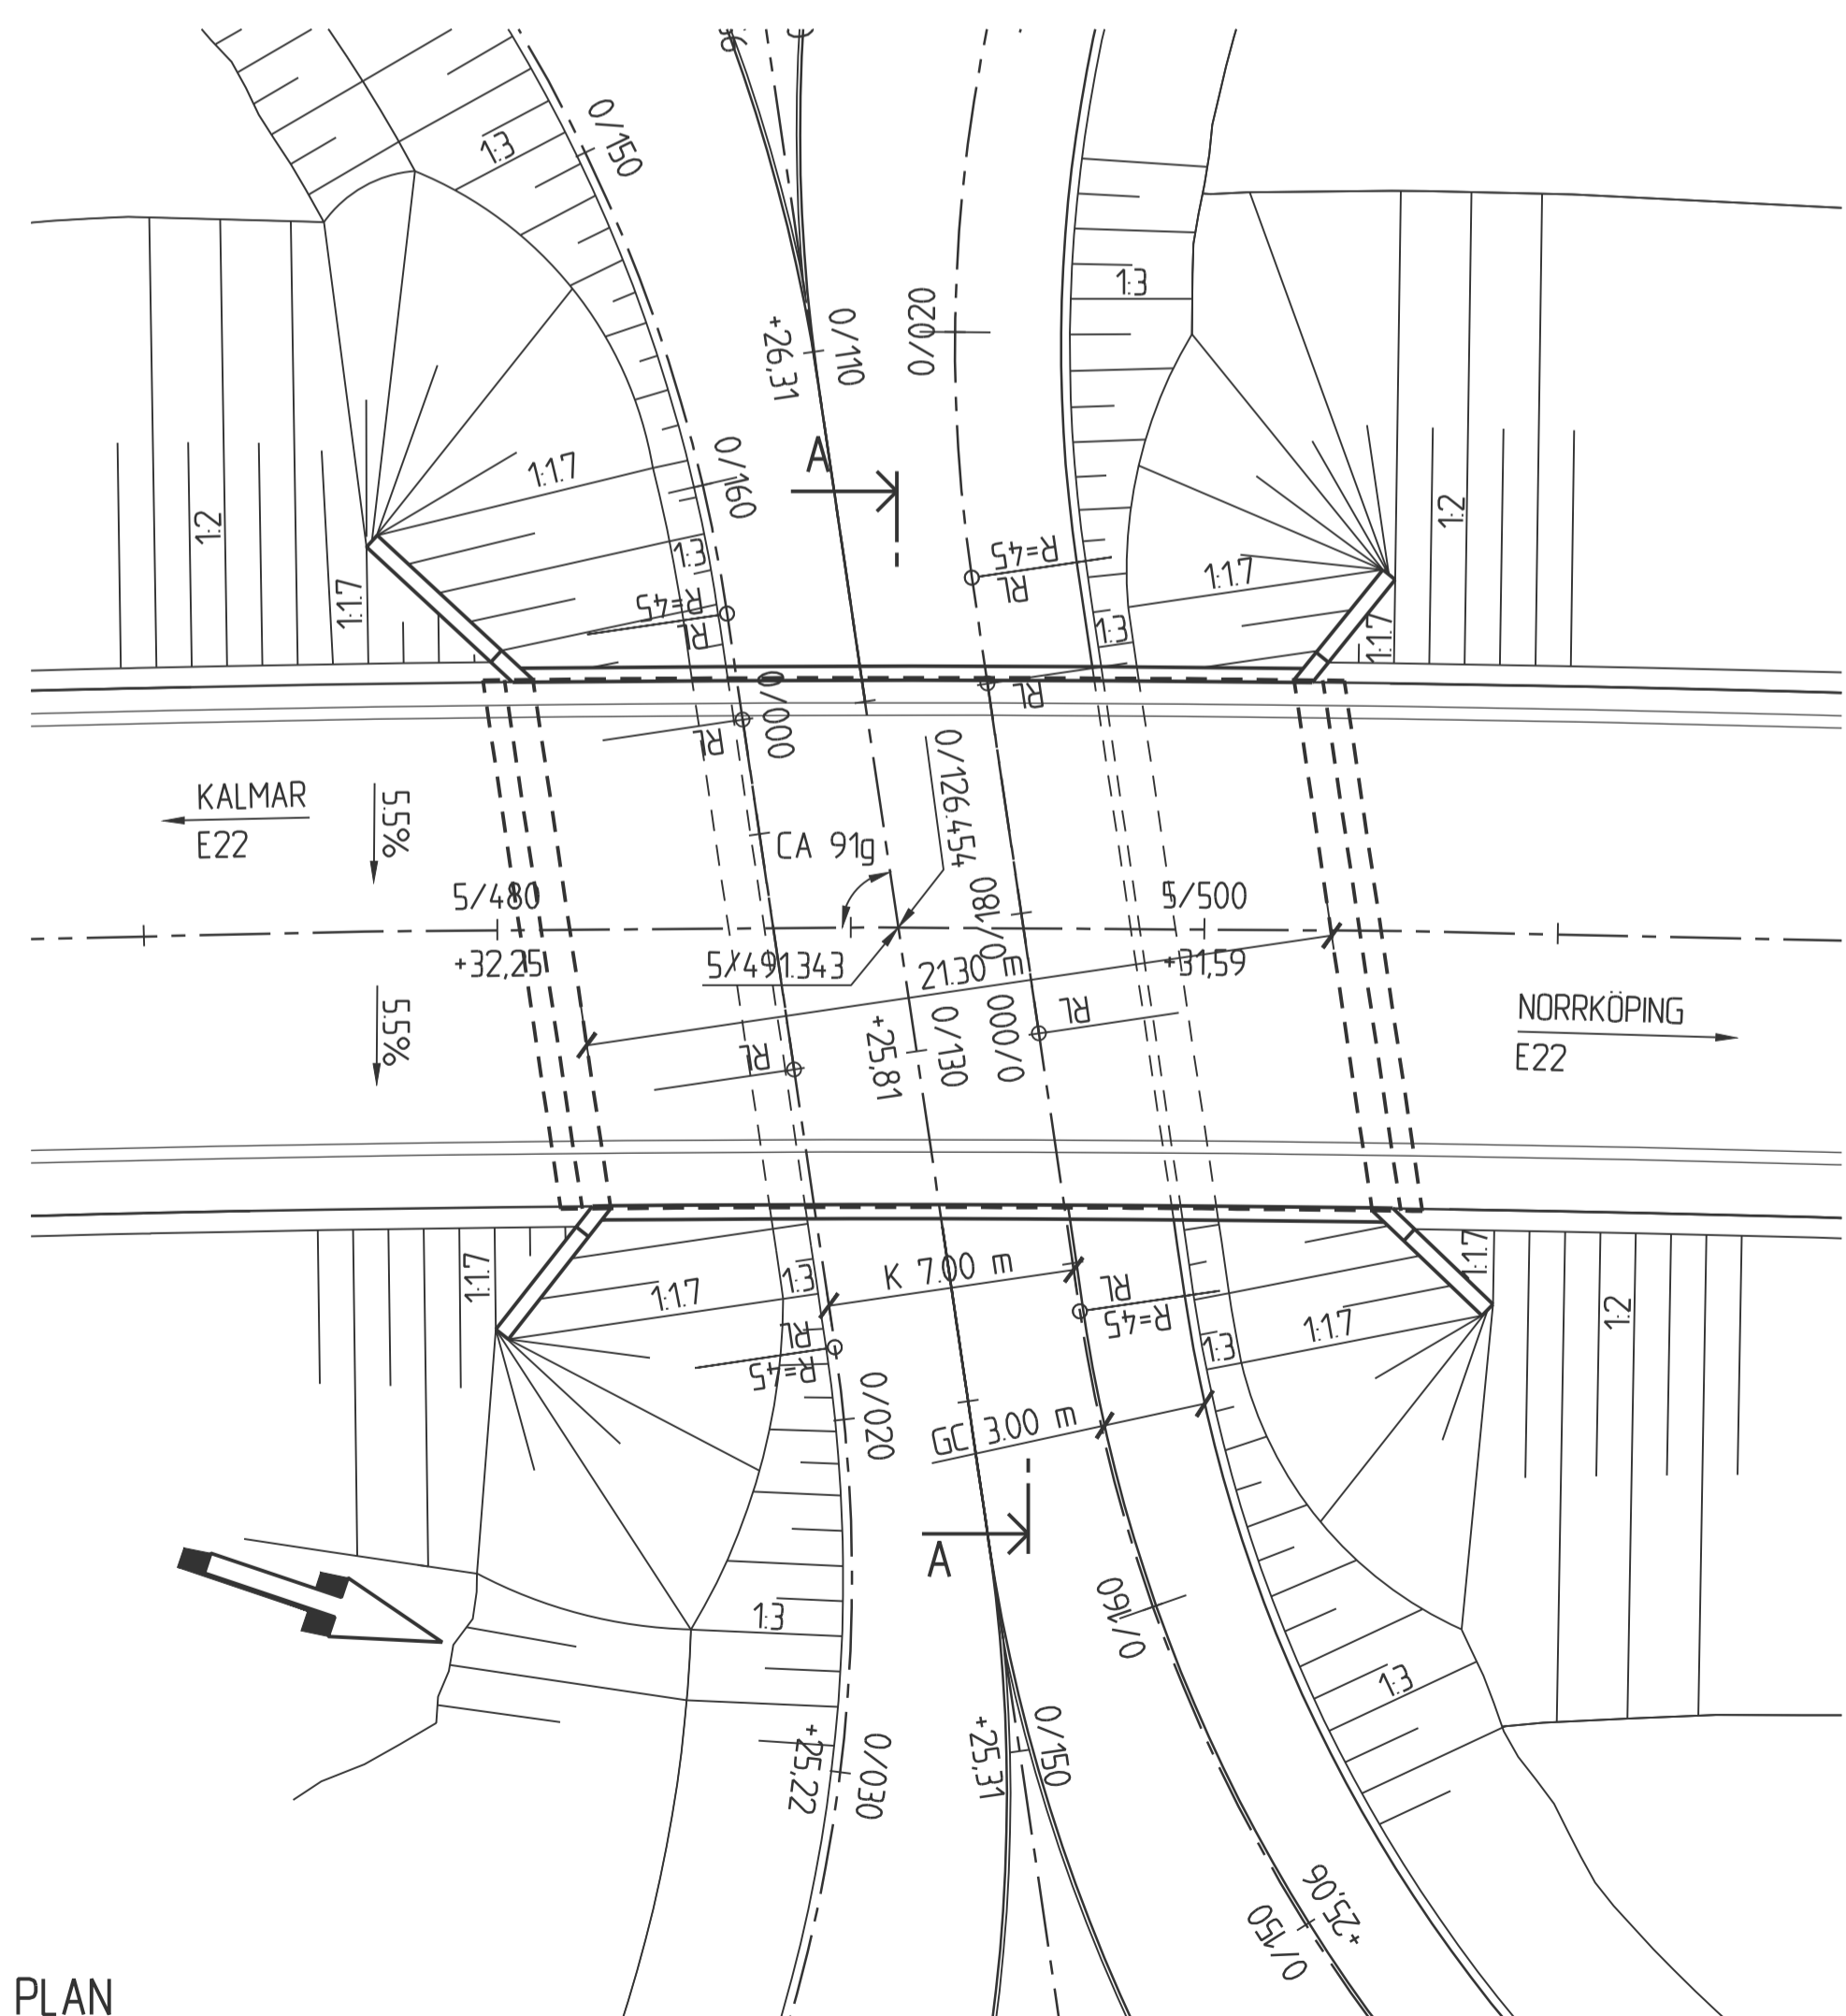 0/150
1:3
1:3
0/110
+26,31
0/070
0/160
A
1:1.7
1:2
1:2
1:3
R=45
RL
R=45
RL
1:1.7
1:1.7
1:3
1:1.7
RL
0/000
RL
KALMAR
E22
5.5%
CA 91g
0/126.454
5/480
+32,25
5/491.343
0/180
5/500
+31,59
21.30 m
5.5%
NORRKÖPING
E22
RL
RL
+25,81
0/130
0/000
1:1.7
1:1.7
1:3
K 7.00 m
RL
R=45
RL
R=45
1:3
1:1.7
1:1.7
1:2
0/020
GC 3.00 m
A
0/160
1:3
1:3
+25,22
0/030
+25,31
0/150
+25,06
0/150
PLAN